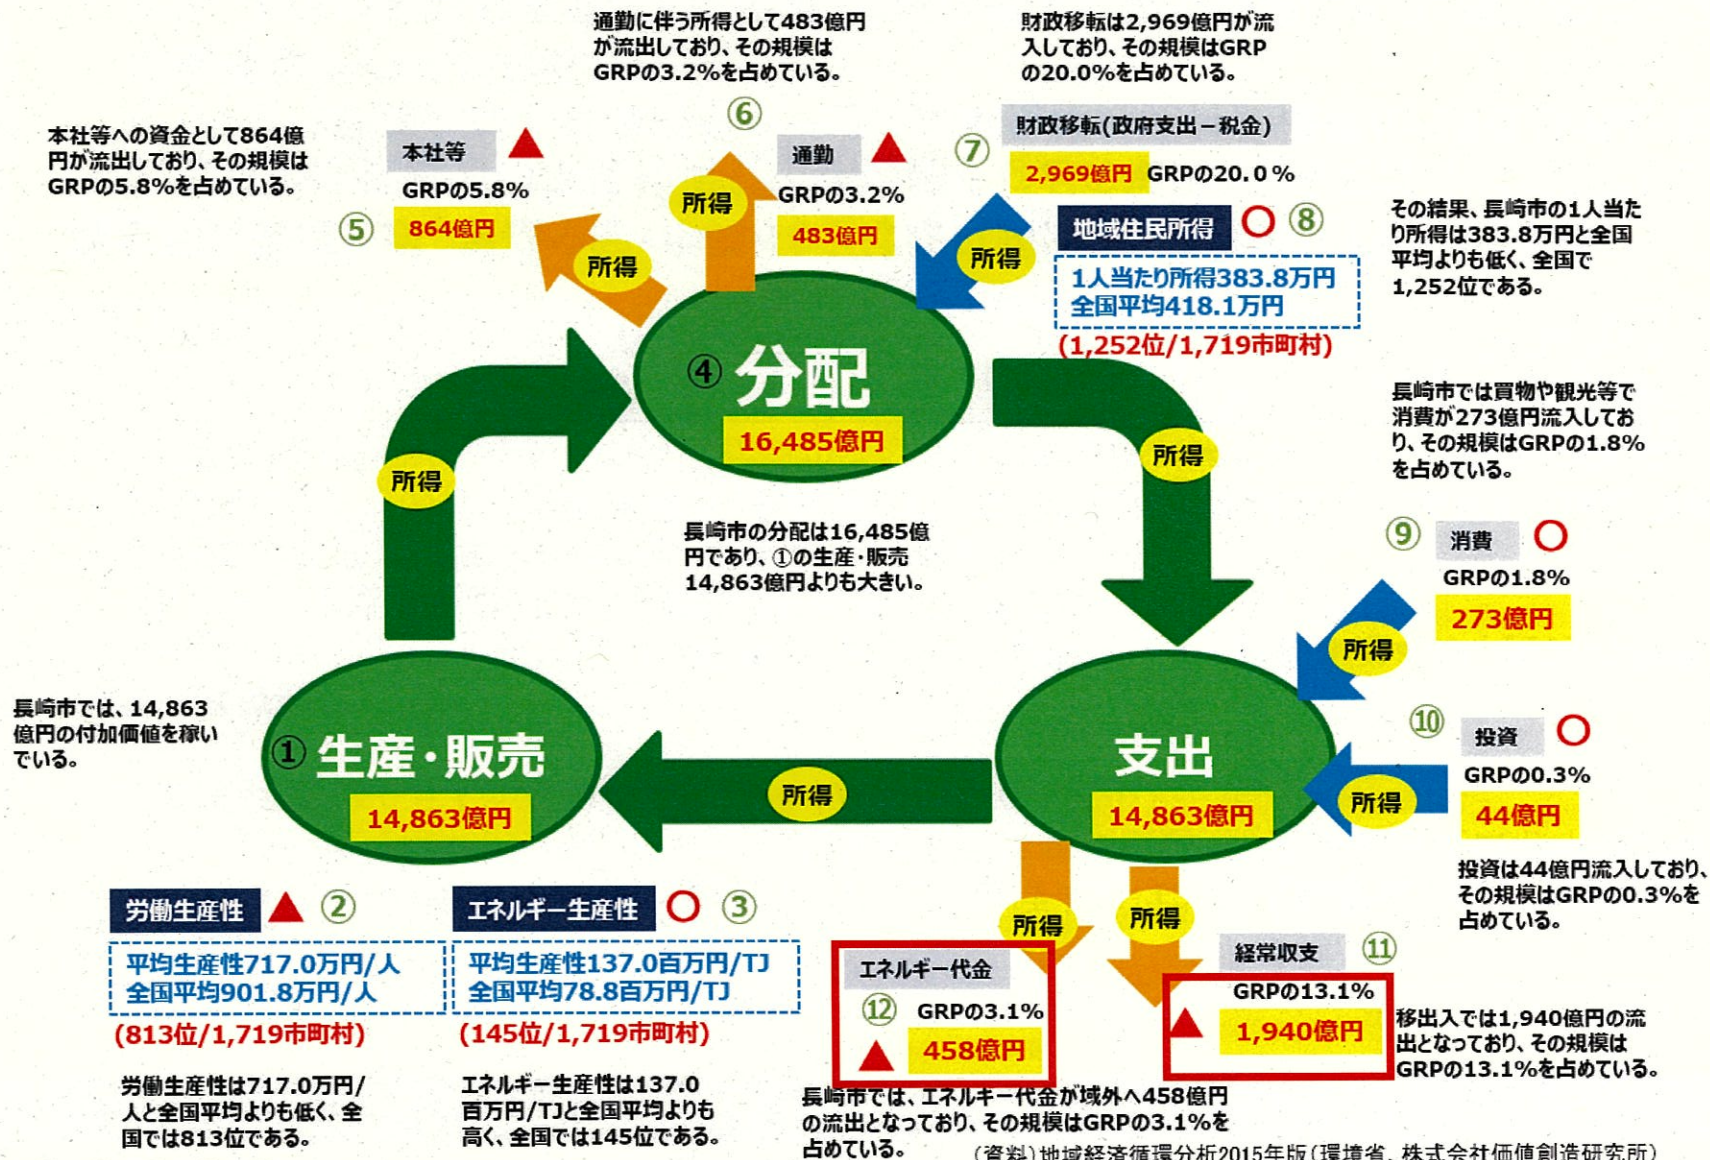 通勤に伴う所得として483億円
が流出しており、その規模は
GRPの3.2%を占めている。
財政移転は2,969億円が流
入しており、その規模はGRP
の20.0%を占めている。
本社等への資金として864億
円が流出しており、その規模は
GRPの5.8%を占めている。
⑤
本社等 ▲
GRPの5.8%
864億円
所得
⑥
所得
通勤 ▲
GRPの3.2%
483億円
⑦
財政移転(政府支出－税金)
2,969億円 GRPの20.0%
所得
地域住民所得 ○ ⑧
1人当たり所得383.8万円
全国平均418.1万円
(1,252位/1,719市町村)
その結果、長崎市の1人当た
り所得は383.8万円と全国
平均よりも低く、全国で
1,252位である。
④ 分配
16,485億円
所得
所得
長崎市の分配は16,485億
円であり、①の生産・販売
14,863億円よりも大きい。
長崎市では買物や観光等で
消費が273億円流入してお
り、その規模はGRPの1.8%
を占めている。
⑨ 消費 ○
GRPの1.8%
273億円
所得
長崎市では、14,863
億円の付加価値を稼い
でいる。
① 生産・販売
14,863億円
所得
支出
14,863億円
⑩ 投資 ○
GRPの0.3%
44億円
所得
投資は44億円流入しており、
その規模はGRPの0.3%を
占めている。
労働生産性 ▲ ②
平均生産性717.0万円/人
全国平均901.8万円/人
(813位/1,719市町村)
労働生産性は717.0万円/
人と全国平均よりも低く、全
国では813位である。
エネルギー生産性 ○ ③
平均生産性137.0百万円/TJ
全国平均78.8百万円/TJ
(145位/1,719市町村)
エネルギー生産性は137.0
百万円/TJと全国平均よりも
高く、全国では145位である。
所得
所得
エネルギー代金
⑫ GRPの3.1%
▲ 458億円
長崎市では、エネルギー代金が域外へ458億円
の流出となっており、その規模はGRPの3.1%を
占めている。
経常収支 ⑪
GRPの13.1%
▲ 1,940億円
移出入では1,940億円の流
出となっており、その規模は
GRPの13.1%を占めている。
(資料)地域経済循環分析2015年版(環境省、株式会社価値創造研究所)